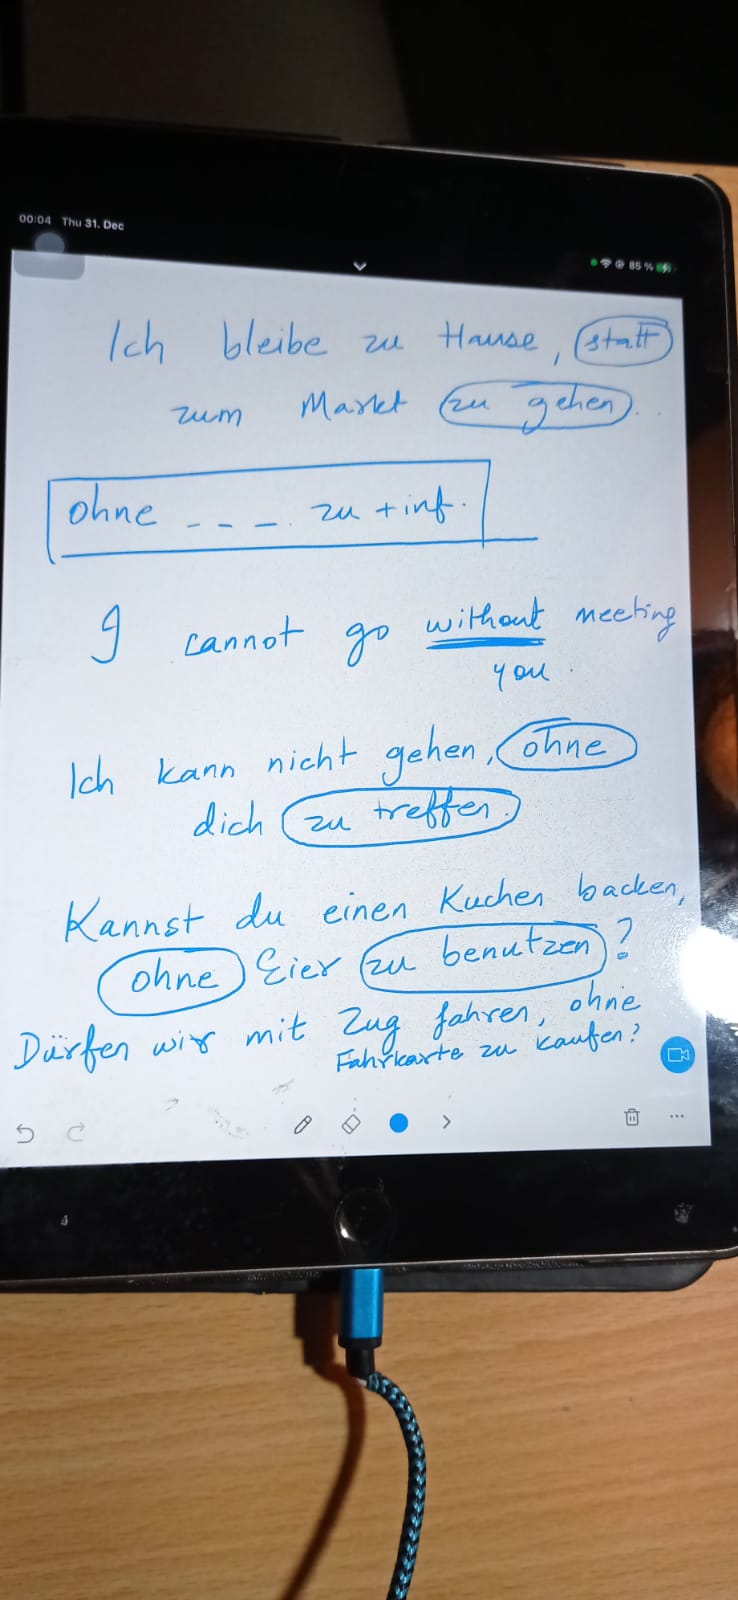 00:04 Thu 31. Dec
85 %
Ich bleibe zu Hause, statt
zum Markt zu gehen.
ohne _ _ _ . zu + inf.
I cannot go without meeting
you.
Ich kann nicht gehen, ohne
dich zu treffen.
Kannst du einen Kuchen backen,
ohne Eier zu benutzen?
Dürfen wir mit Zug fahren, ohne
Fahrkarte zu kaufen?